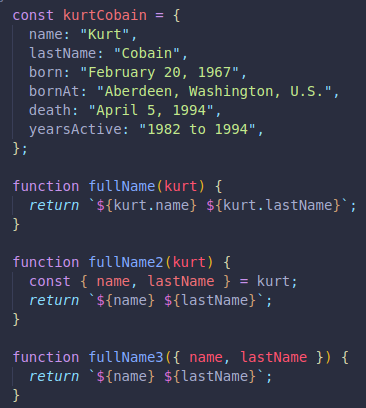 const kurtCobain = {
  name: "Kurt",
  lastName: "Cobain",
  born: "February 20, 1967",
  bornAt: "Aberdeen, Washington, U.S.",
  death: "April 5, 1994",
  yearsActive: "1982 to 1994",
};

function fullName(kurt) {
  return `${kurt.name} ${kurt.lastName}`;
}

function fullName2(kurt) {
  const { name, lastName } = kurt;
  return `${name} ${lastName}`;
}

function fullName3({ name, lastName }) {
  return `${name} ${lastName}`;
}